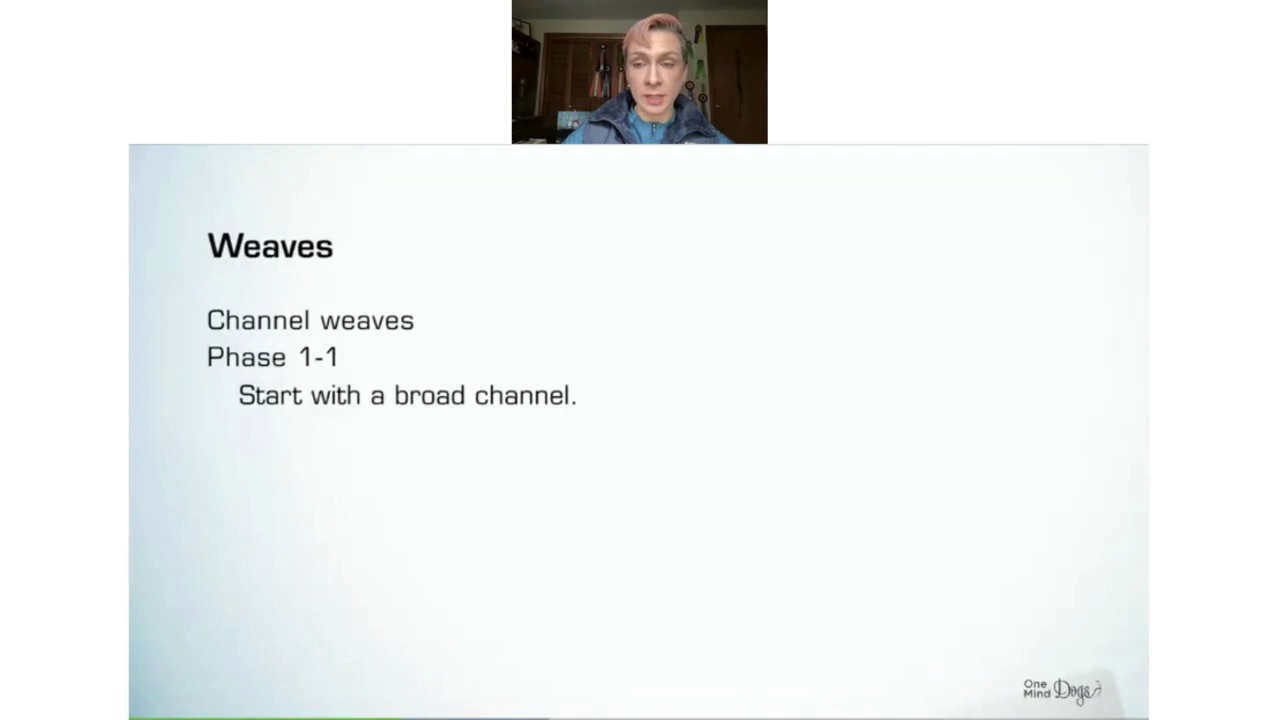 Weaves
Channel weaves
Phase 1-1
Start with a broad channel.
One
Mind Dogs